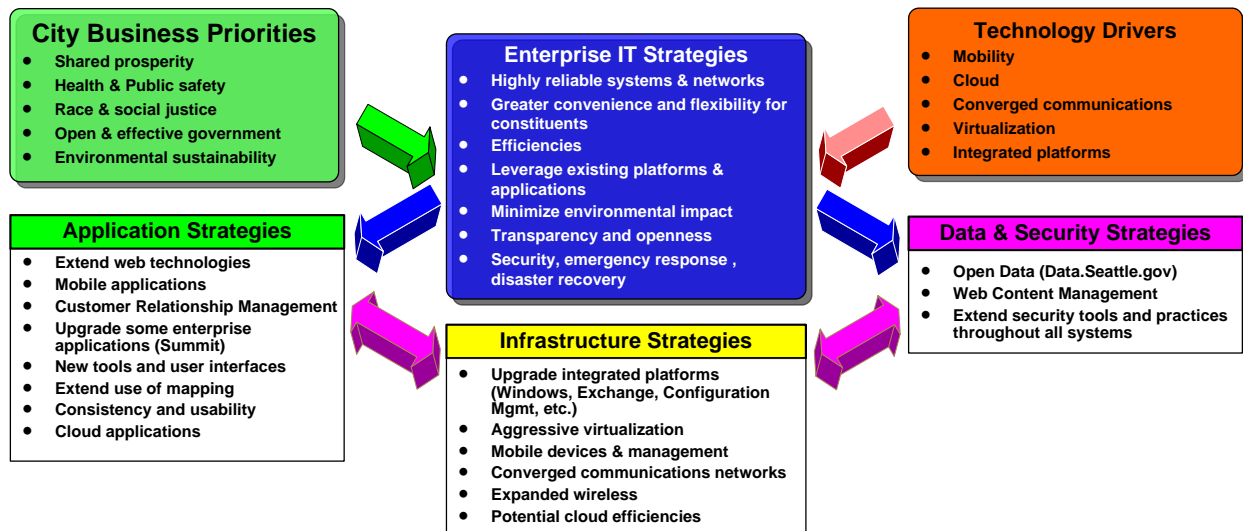 City Business Priorities
● Shared prosperity
● Health & Public safety
● Race & social justice
● Open & effective government
● Environmental sustainability
Enterprise IT Strategies
● Highly reliable systems & networks
● Greater convenience and flexibility for
constituents
● Efficiencies
● Leverage existing platforms &
applications
● Minimize environmental impact
● Transparency and openness
● Security, emergency response ,
disaster recovery
Technology Drivers
● Mobility
● Cloud
● Converged communications
● Virtualization
● Integrated platforms
Application Strategies
● Extend web technologies
● Mobile applications
● Customer Relationship Management
● Upgrade some enterprise
applications (Summit)
● New tools and user interfaces
● Extend use of mapping
● Consistency and usability
● Cloud applications
Infrastructure Strategies
● Upgrade integrated platforms
(Windows, Exchange, Configuration
Mgmt, etc.)
● Aggressive virtualization
● Mobile devices & management
● Converged communications networks
● Expanded wireless
● Potential cloud efficiencies
Data & Security Strategies
● Open Data (Data.Seattle.gov)
● Web Content Management
● Extend security tools and practices
throughout all systems